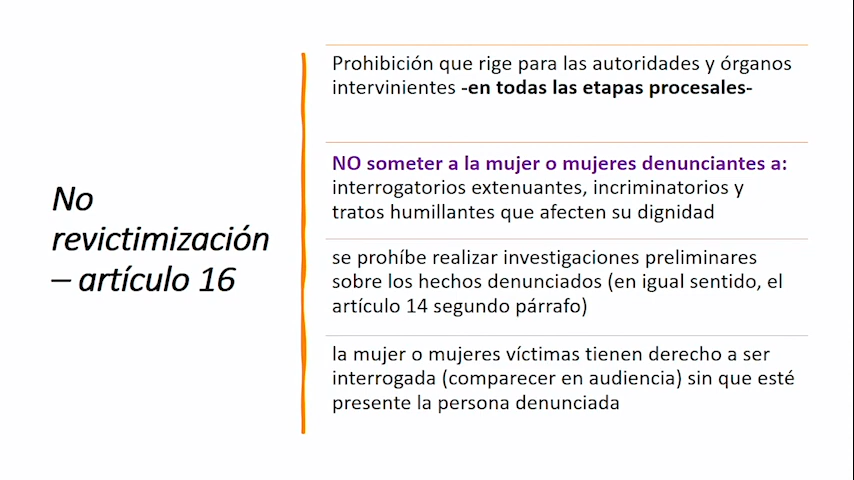 No
revictimización
– artículo 16
Prohibición que rige para las autoridades y órganos
intervinientes -en todas las etapas procesales-
NO someter a la mujer o mujeres denunciantes a:
interrogatorios extenuantes, incriminatorios y
tratos humillantes que afecten su dignidad
se prohíbe realizar investigaciones preliminares
sobre los hechos denunciados (en igual sentido, el
artículo 14 segundo párrafo)
la mujer o mujeres víctimas tienen derecho a ser
interrogada (comparecer en audiencia) sin que esté
presente la persona denunciada